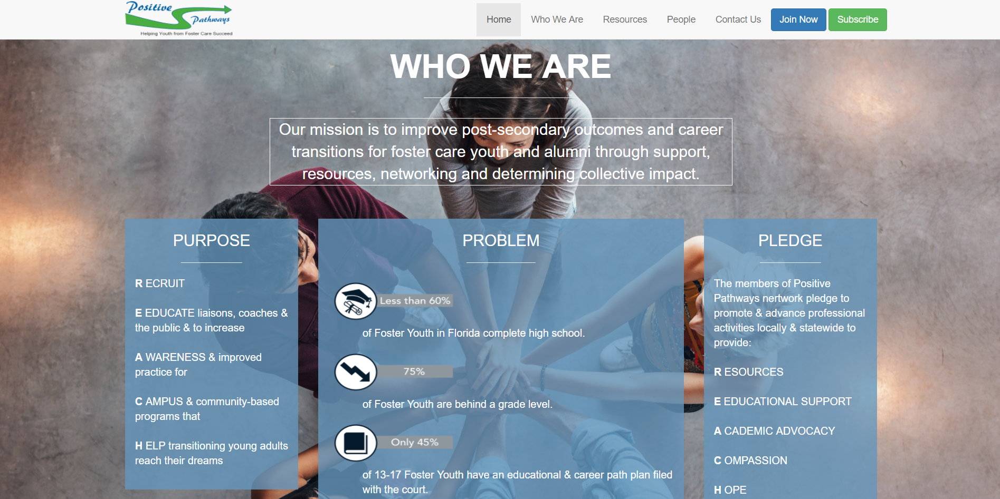 Positive
Pathways
Helping Youth from Foster Care Succeed
Home
Who We Are
Resources
People
Contact Us
Join Now
Subscribe
WHO WE ARE
Our mission is to improve post-secondary outcomes and career
transitions for foster care youth and alumni through support,
resources, networking and determining collective impact.
PURPOSE
R ECRUIT
E EDUCATE liaisons, coaches &
the public & to increase
A WARENESS & improved
practice for
C AMPUS & community-based
programs that
H ELP transitioning young adults
reach their dreams
PROBLEM
Less than 60%
of Foster Youth in Florida complete high school.
75%
of Foster Youth are behind a grade level.
Only 45%
of 13-17 Foster Youth have an educational & career path plan filed
with the court.
PLEDGE
The members of Positive
Pathways nertwork pledge to
promote & advance professional
activities locally & statewide to
provide:
R ESOURCES
E EDUCATIONAL SUPPORT
A CADEMIC ADVOCACY
C OMPASSION
H OPE